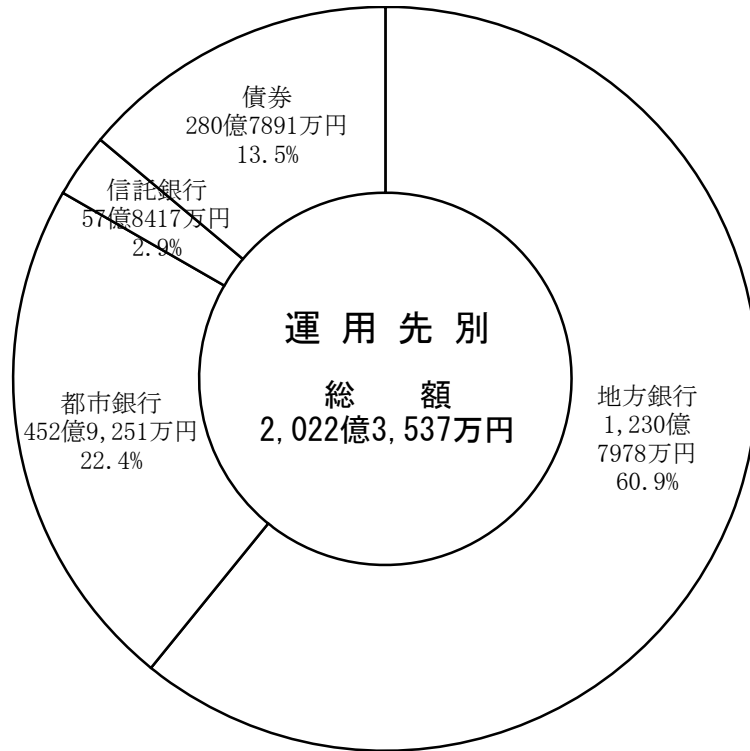 債券
280億7891万円
13.5%
信託銀行
57億8417万円
2.9%
運用先別
総　額
2,022億3,537万円
都市銀行
452億9,251万円
22.4%
地方銀行
1,230億
7978万円
60.9%